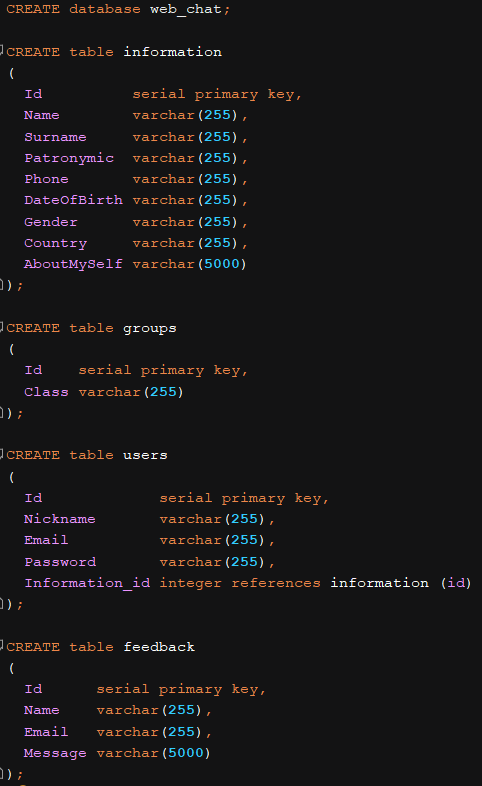 CREATE database web_chat;
CREATE table information
(
Id serial primary key,
Name varchar(255),
Surname varchar(255),
Patronymic varchar(255),
Phone varchar(255),
DateOfBirth varchar(255),
Gender varchar(255),
Country varchar(255),
AboutMySelf varchar(5000)
);
CREATE table groups
(
Id serial primary key,
Class varchar(255)
);
CREATE table users
(
Id serial primary key,
Nickname varchar(255),
Email varchar(255),
Password varchar(255),
Information_id integer references information (id)
);
CREATE table feedback
(
Id serial primary key,
Name varchar(255),
Email varchar(255),
Message varchar(5000)
);